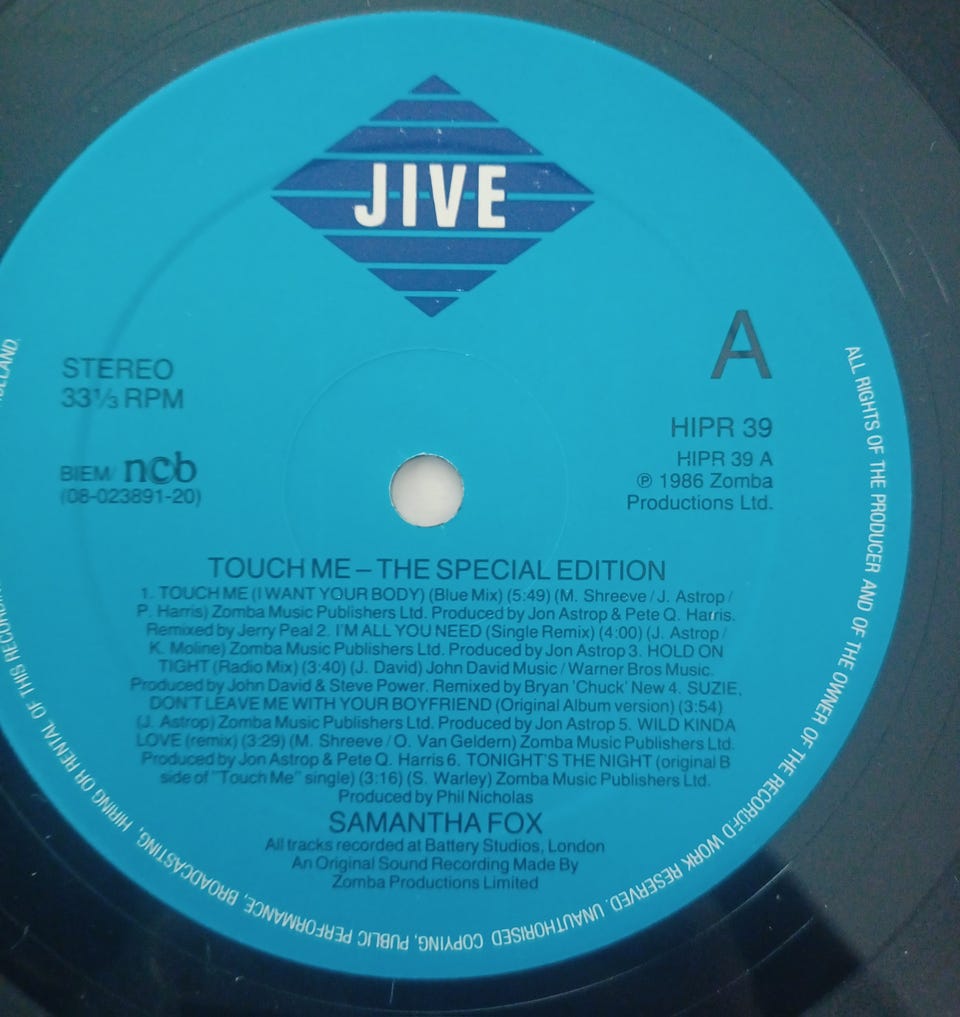 JIVE
STEREO
33⅓ RPM
BIEM/ ncb
(08-023891-20)
A
HIPR 39
HIPR 39 A
℗ 1986 Zomba
Productions Ltd.
TOUCH ME – THE SPECIAL EDITION
1. TOUCH ME (I WANT YOUR BODY) (Blue Mix) (5:49) (M. Shreeve / J. Astrop /
P. Harris) Zomba Music Publishers Ltd. Produced by Jon Astrop & Pete Q. Harris.
Remixed by Jerry Peal 2. I'M ALL YOU NEED (Single Remix) (4:00) (J. Astrop /
K. Moline) Zomba Music Publishers Ltd. Produced by Jon Astrop 3. HOLD ON
TIGHT (Radio Mix) (3:40) (J. David) John David Music / Warner Bros Music.
Produced by John David & Steve Power. Remixed by Bryan 'Chuck' New 4. SUZIE,
DON'T LEAVE ME WITH YOUR BOYFRIEND (Original Album version) (3:54)
(J. Astrop) Zomba Music Publishers Ltd. Produced by Jon Astrop 5. WILD KINDA
LOVE (remix) (3:29) (M. Shreeve / O. Van Geldern) Zomba Music Publishers Ltd.
Produced by Jon Astrop & Pete Q. Harris 6. TONIGHT'S THE NIGHT (original B
side of "Touch Me" single) (3:16) (S. Warley) Zomba Music Publishers Ltd.
Produced by Phil Nicholas
SAMANTHA FOX
All tracks recorded at Battery Studios, London
An Original Sound Recording Made By
Zomba Productions Limited
ALL RIGHTS OF THE PRODUCER AND OF THE OWNER OF THE RECORDED WORK RESERVED. UNAUTHORISED COPYING, PUBLIC PERFORMANCE, BROADCASTING, HIRING OR RENTAL OF THIS